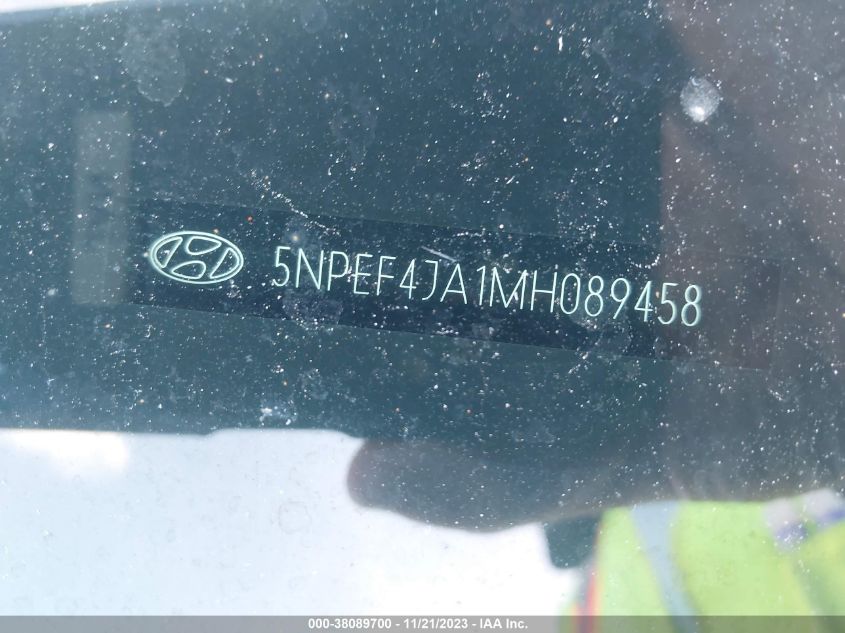 5NPEF4JA1MH089458
000-38089700 - 11/21/2023 - IAA Inc.